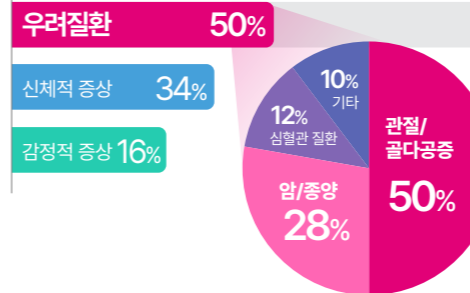 우려질환 50%
신체적 증상 34%
감정적 증상 16%
10%
기타
12%
심혈관 질환
관절/
골다공증
50%
암/종양
28%